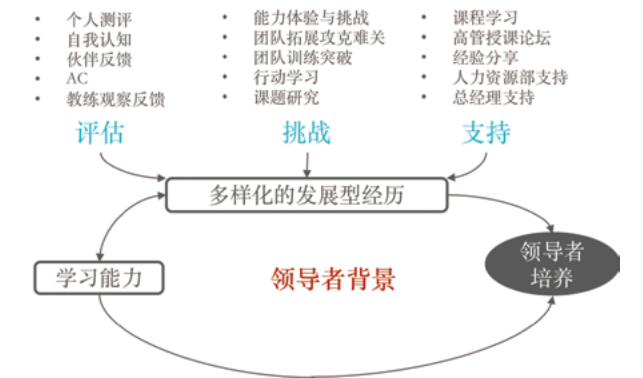 • 个人测评
• 自我认知
• 伙伴反馈
• AC
• 教练观察反馈
评估
• 能力体验与挑战
• 团队拓展攻克难关
• 团队训练突破
• 行动学习
• 课题研究
挑战
• 课程学习
• 高管授课论坛
• 经验分享
• 人力资源部支持
• 总经理支持
支持
多样化的发展型经历
学习能力
领导者背景
领导者
培养